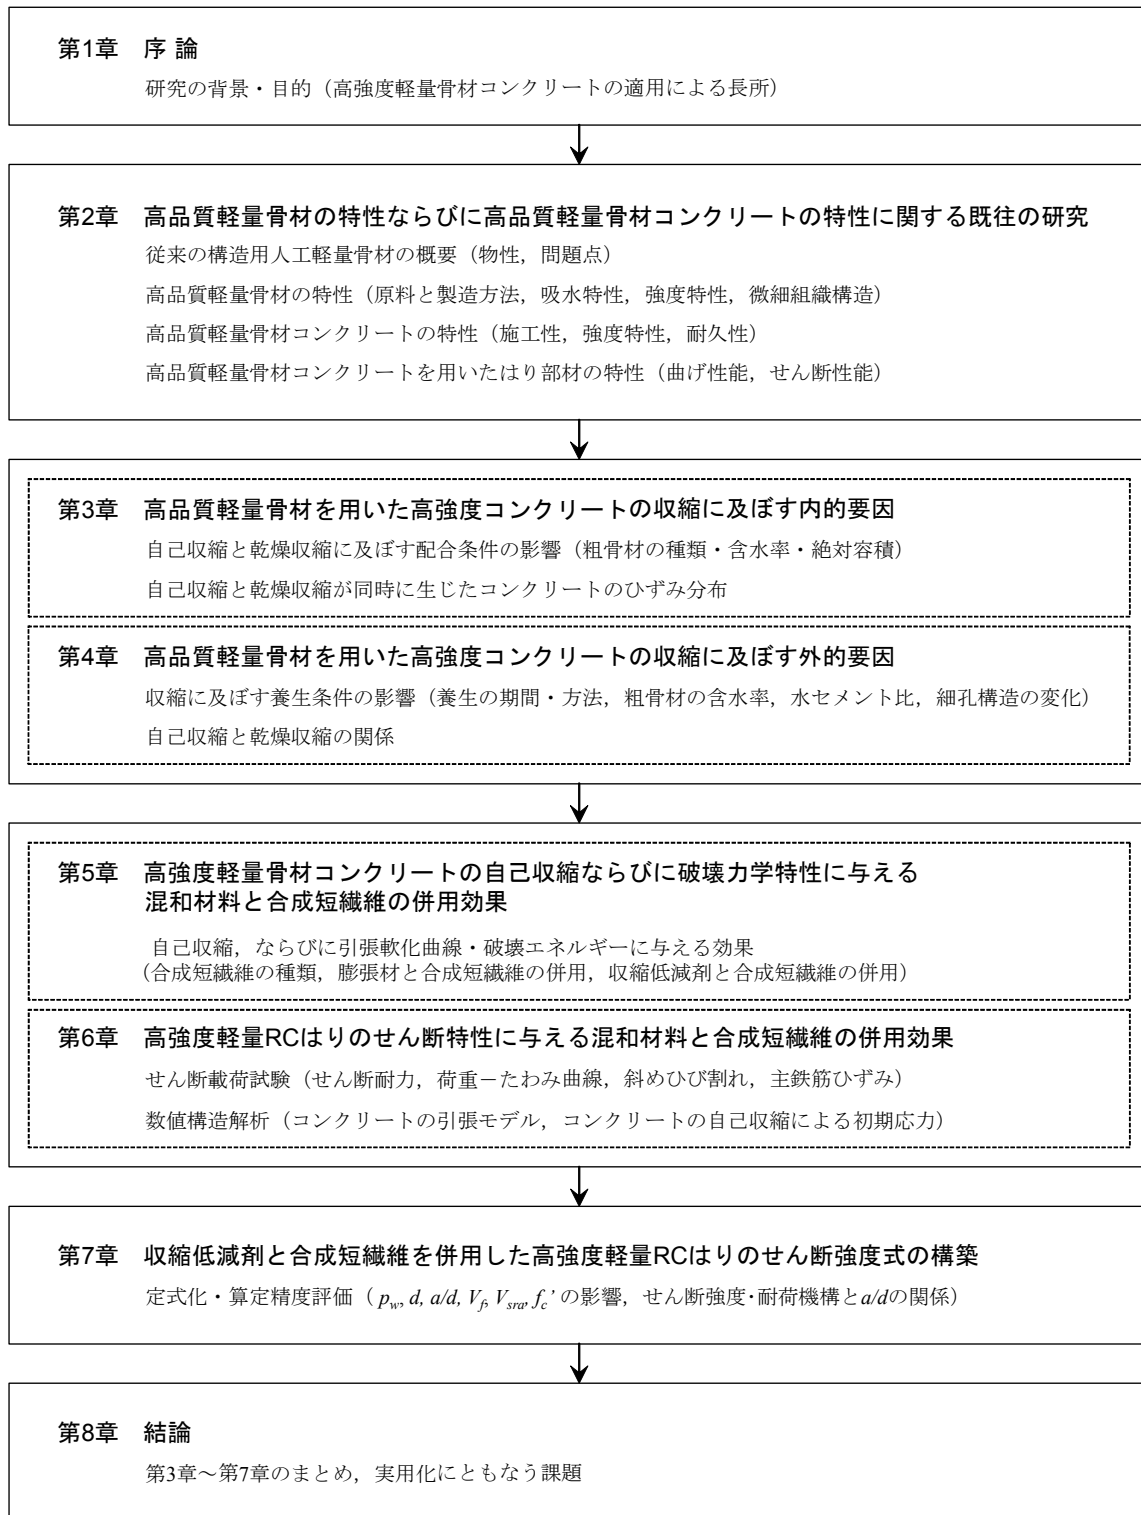 第1章 序 論
研究の背景・目的（高強度軽量骨材コンクリートの適用による長所）
第2章 高品質軽量骨材の特性ならびに高品質軽量骨材コンクリートの特性に関する既往の研究
従来の構造用人工軽量骨材の概要（物性，問題点）
高品質軽量骨材の特性（原料と製造方法，吸水特性，強度特性，微細組織構造）
高品質軽量骨材コンクリートの特性（施工性，強度特性，耐久性）
高品質軽量骨材コンクリートを用いたはり部材の特性（曲げ性能，せん断性能）
第3章 高品質軽量骨材を用いた高強度コンクリートの収縮に及ぼす内的要因
自己収縮と乾燥収縮に及ぼす配合条件の影響（粗骨材の種類・含水率・絶対容積）
自己収縮と乾燥収縮が同時に生じたコンクリートのひずみ分布
第4章 高品質軽量骨材を用いた高強度コンクリートの収縮に及ぼす外的要因
収縮に及ぼす養生条件の影響（養生の期間・方法，粗骨材の含水率，水セメント比，細孔構造の変化）
自己収縮と乾燥収縮の関係
第5章 高強度軽量骨材コンクリートの自己収縮ならびに破壊力学特性に与える
混和材料と合成短繊維の併用効果
自己収縮，ならびに引張軟化曲線・破壊エネルギーに与える効果
（合成短繊維の種類，膨張材と合成短繊維の併用，収縮低減剤と合成短繊維の併用）
第6章 高強度軽量RCはりのせん断特性に与える混和材料と合成短繊維の併用効果
せん断載荷試験（せん断耐力，荷重－たわみ曲線，斜めひび割れ，主鉄筋ひずみ）
数値構造解析（コンクリートの引張モデル，コンクリートの自己収縮による初期応力）
第7章 収縮低減剤と合成短繊維を併用した高強度軽量RCはりのせん断強度式の構築
定式化・算定精度評価（ p_w, d, a/d, V_f, V_sra, f_c’ の影響，せん断強度・耐荷機構とa/dの関係）
第8章 結論
第3章～第7章のまとめ，実用化にともなう課題